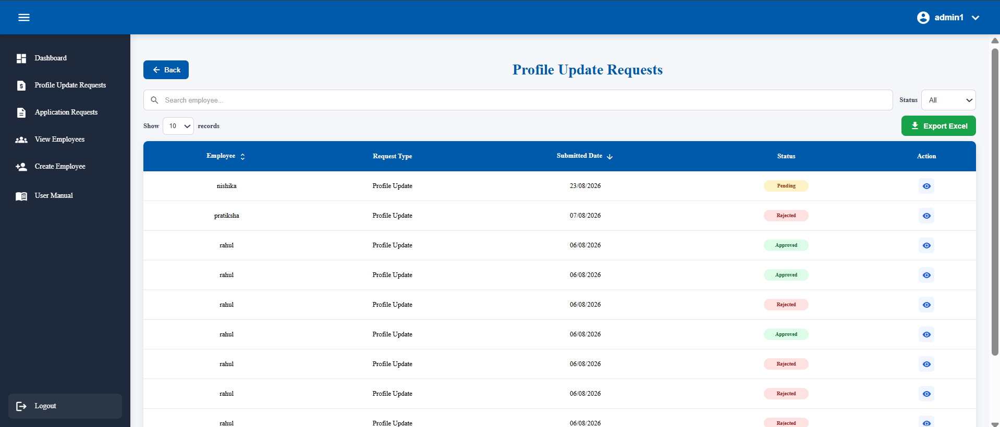 admin1
Dashboard
Profile Update Requests
Application Requests
View Employees
Create Employee
User Manual
Logout
Back
Profile Update Requests
Search employee...
Status All
Show 10 records
Export Excel
Employee Request Type Submitted Date Status Action
nishika Profile Update 23/08/2026 Pending
pratiksha Profile Update 07/08/2026 Rejected
rahul Profile Update 06/08/2026 Approved
rahul Profile Update 06/08/2026 Approved
rahul Profile Update 06/08/2026 Rejected
rahul Profile Update 06/08/2026 Approved
rahul Profile Update 06/08/2026 Rejected
rahul Profile Update 06/08/2026 Rejected
rahul Profile Update 06/08/2026 Rejected